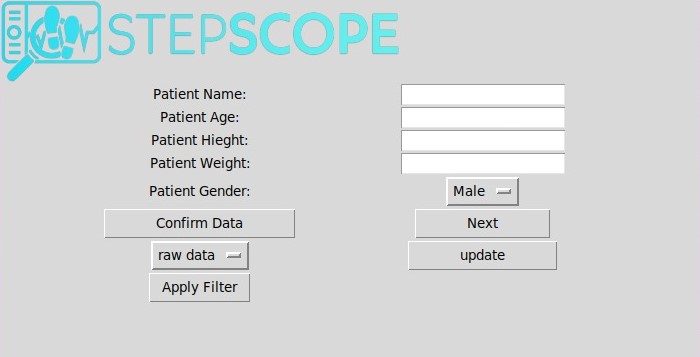 STEPSCOPE
Patient Name:
Patient Age:
Patient Hieght:
Patient Weight:
Patient Gender: Male
Confirm Data Next
raw data update
Apply Filter